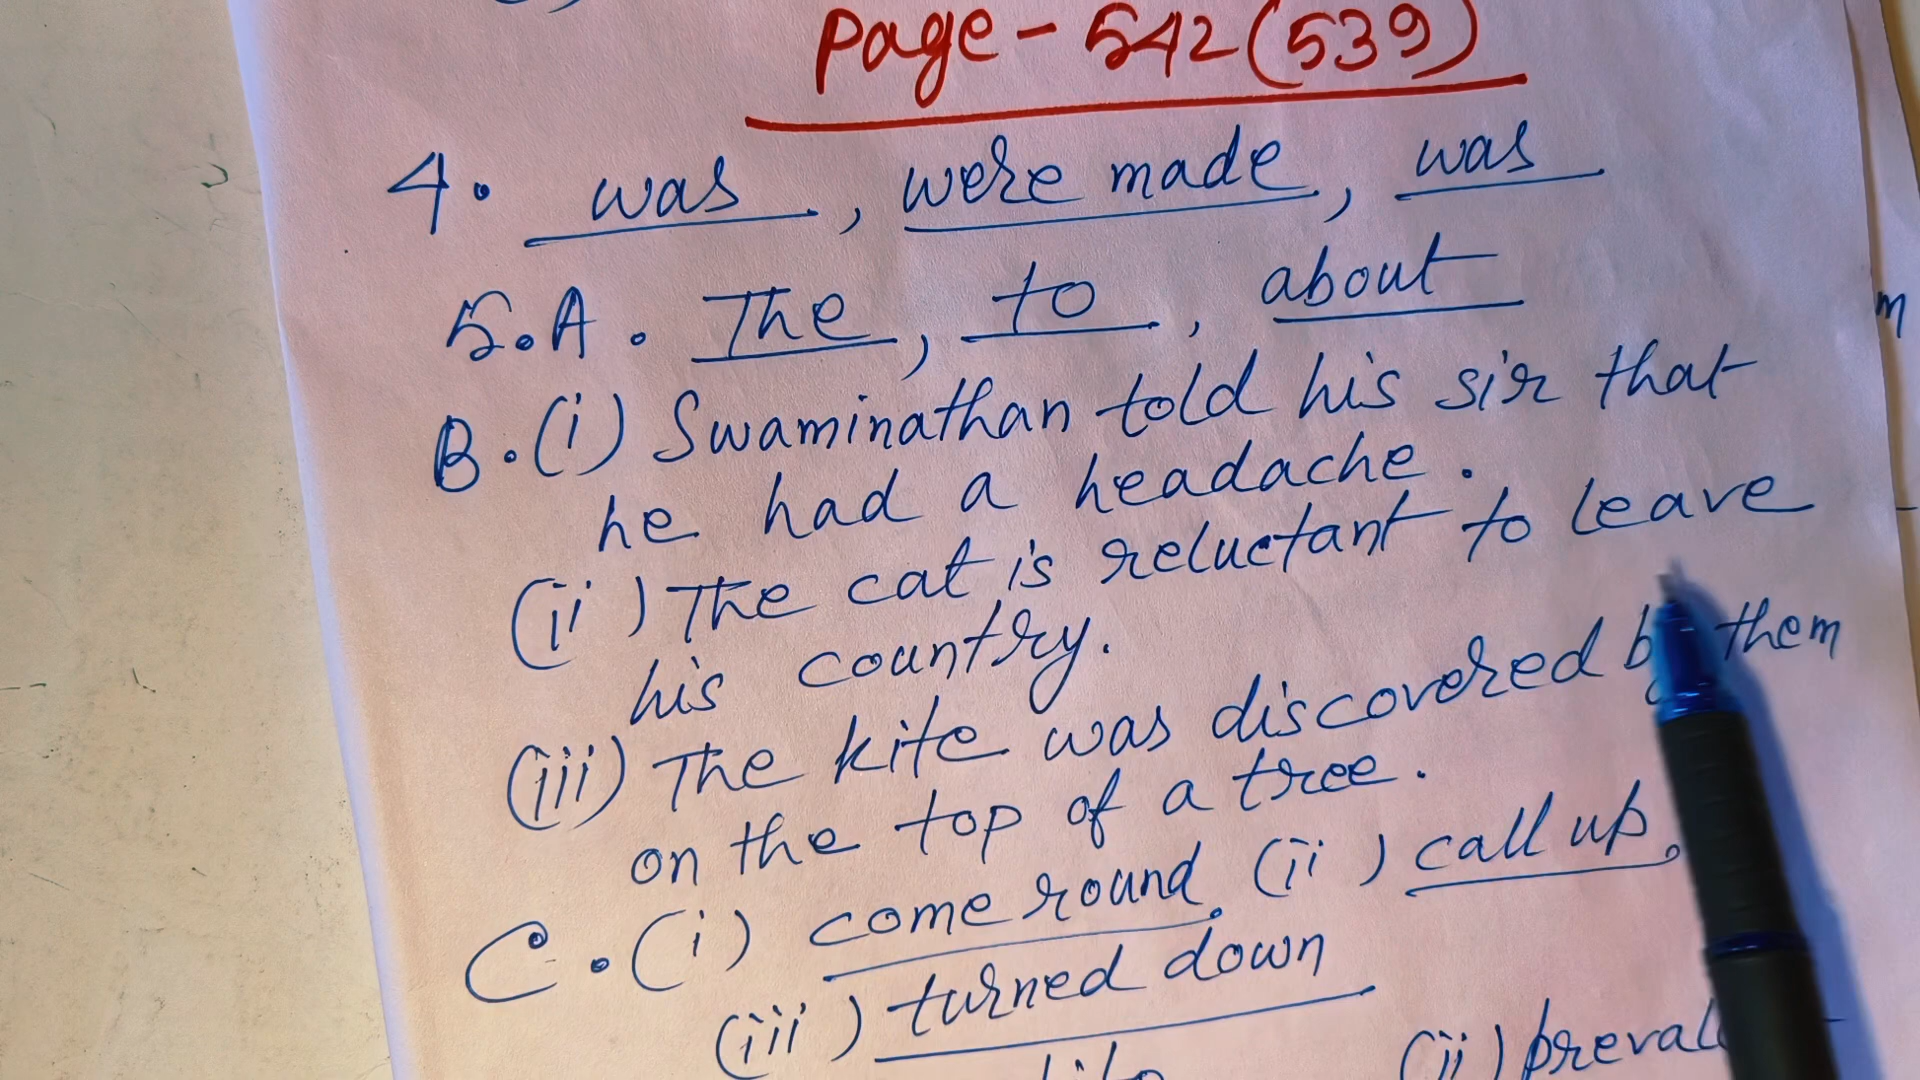 Page - 542 (539)
4. was, were made, was
5.A. The, to, about
B.(i) Swaminathan told his sir that
he had a headache.
(ii) The cat is reluctant to leave
his country.
(iii) The kite was discovered by them
on the top of a tree.
C.(i) come round. (ii) call up.
(iii) turned down
(ii)
m